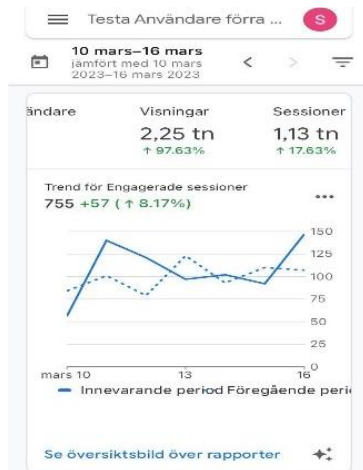 Testa Användare förra ...
S
10 mars–16 mars
jämfört med 10 mars
2023–16 mars 2023
ändare
Visningar
Sessioner
2,25 tn
1,13 tn
↑ 97.63%
↑ 17.63%
Trend för Engagerade sessioner
755 +57 ( ↑ 8.17%)
150
125
100
75
50
25
0
mars 10
13
16
Innevarande period
Föregående peri
Se översiktsbild över rapporter